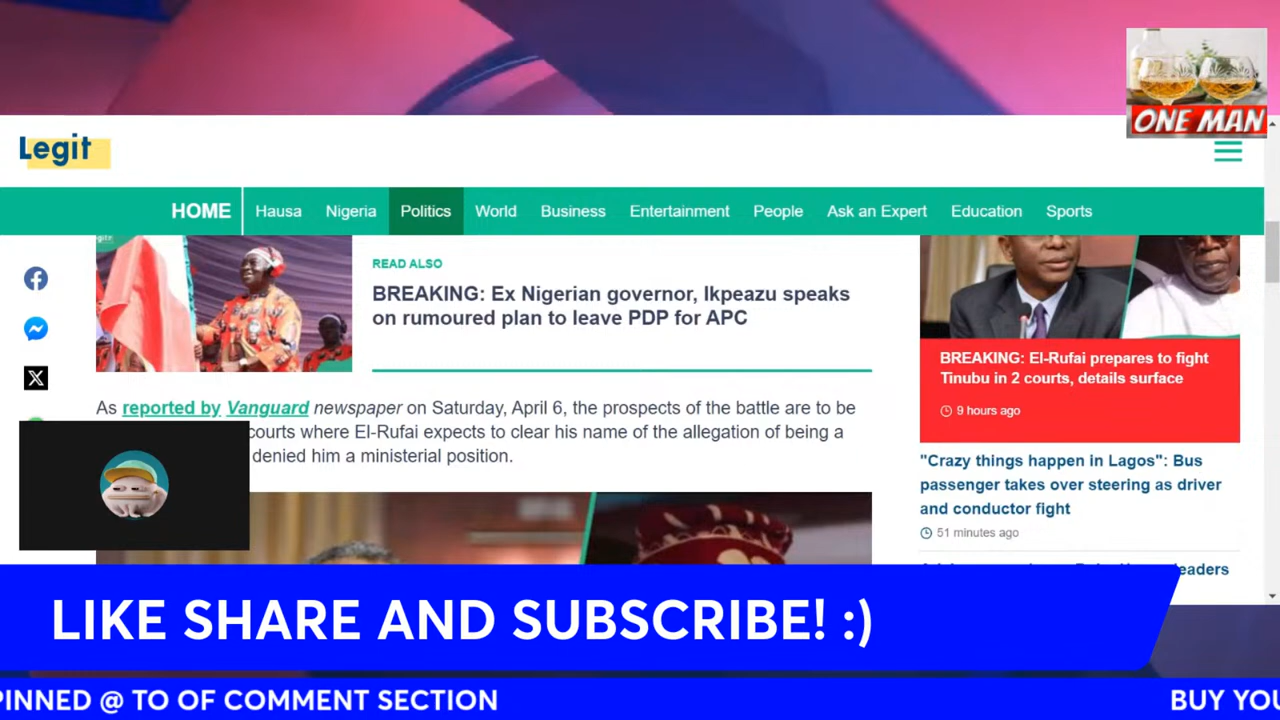 ONE MAN
Legit
HOME Hausa Nigeria Politics World Business Entertainment People Ask an Expert Education Sports
READ ALSO
BREAKING: Ex Nigerian governor, Ikpeazu speaks
on rumoured plan to leave PDP for APC
As reported by Vanguard newspaper on Saturday, April 6, the prospects of the battle are to be
courts where El-Rufai expects to clear his name of the allegation of being a
denied him a ministerial position.
BREAKING: El-Rufai prepares to fight
Tinubu in 2 courts, details surface
9 hours ago
"Crazy things happen in Lagos": Bus
passenger takes over steering as driver
and conductor fight
51 minutes ago
LIKE SHARE AND SUBSCRIBE! :)
PINNED @ TO OF COMMENT SECTION
BUY YOU